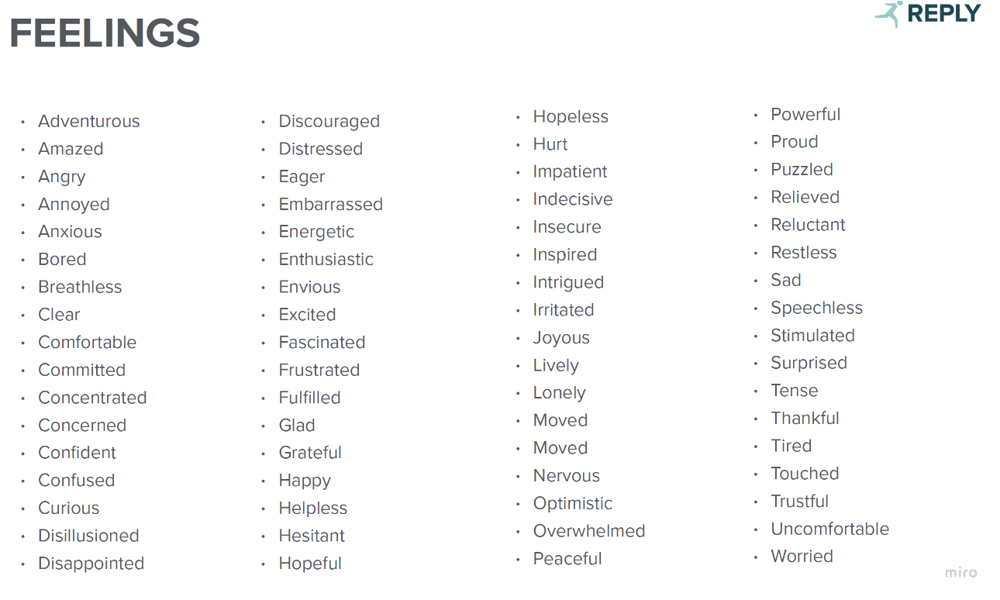 FEELINGS
REPLY
• Adventurous
• Amazed
• Angry
• Annoyed
• Anxious
• Bored
• Breathless
• Clear
• Comfortable
• Committed
• Concentrated
• Concerned
• Confident
• Confused
• Curious
• Disillusioned
• Disappointed
• Discouraged
• Distressed
• Eager
• Embarrassed
• Energetic
• Enthusiastic
• Envious
• Excited
• Fascinated
• Frustrated
• Fulfilled
• Glad
• Grateful
• Happy
• Helpless
• Hesitant
• Hopeful
• Hopeless
• Hurt
• Impatient
• Indecisive
• Insecure
• Inspired
• Intrigued
• Irritated
• Joyous
• Lively
• Lonely
• Moved
• Moved
• Nervous
• Optimistic
• Overwhelmed
• Peaceful
• Powerful
• Proud
• Puzzled
• Relieved
• Reluctant
• Restless
• Sad
• Speechless
• Stimulated
• Surprised
• Tense
• Thankful
• Tired
• Touched
• Trustful
• Uncomfortable
• Worried
miro